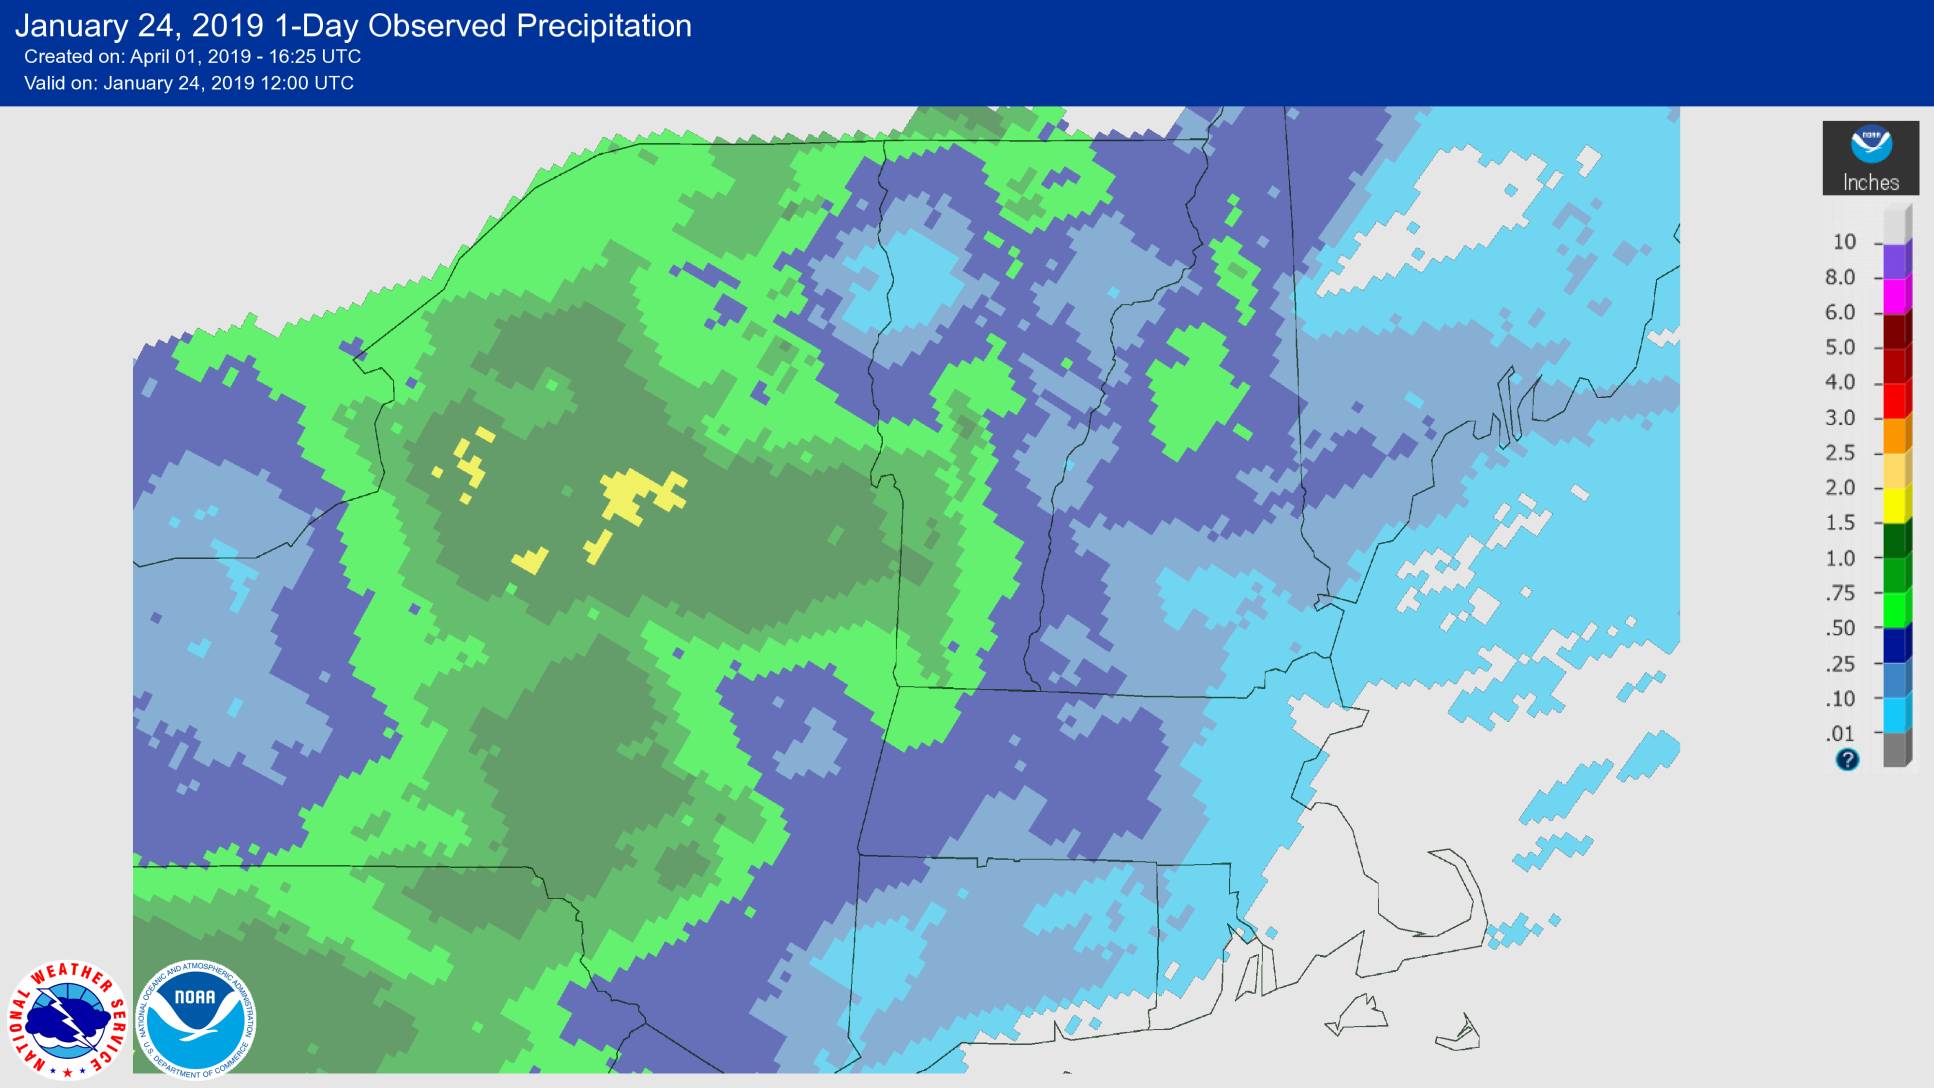 January 24, 2019 1-Day Observed Precipitation
Created on: April 01, 2019 - 16:25 UTC
Valid on: January 24, 2019 12:00 UTC
NOAA
Inches
10
8.0
6.0
5.0
4.0
3.0
2.5
2.0
1.5
1.0
.75
.50
.25
.10
.01
?
NATIONAL WEATHER SERVICE
NATIONAL OCEANIC AND ATMOSPHERIC ADMINISTRATION
NOAA
U.S. DEPARTMENT OF COMMERCE